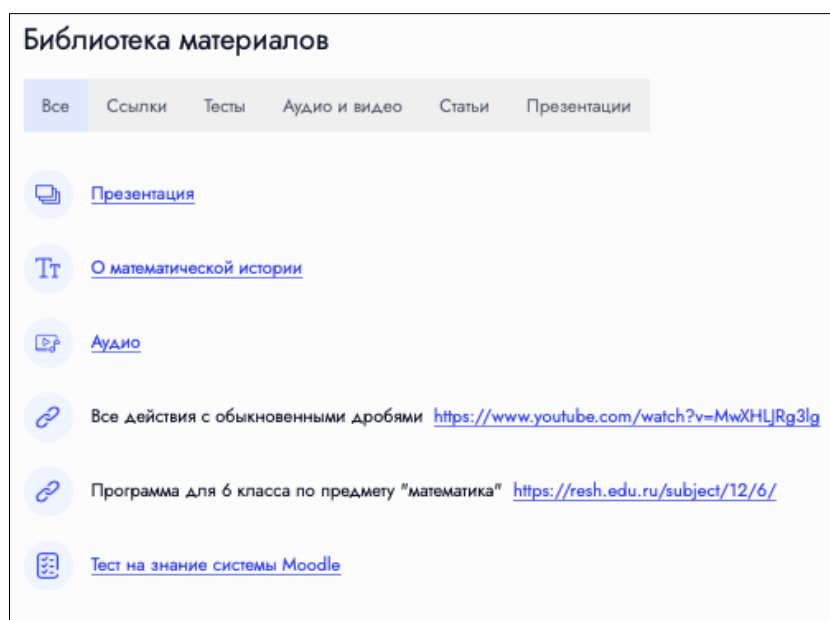 Библиотека материалов
Все Ссылки Тесты Аудио и видео Статьи Презентации
Презентация
Тт О математической истории
Аудио
Все действия с обыкновенными дробями https://www.youtube.com/watch?v=MwXHLJRg3lg
Программа для 6 класса по предмету "математика" https://resh.edu.ru/subject/12/6/
Тест на знание системы Moodle